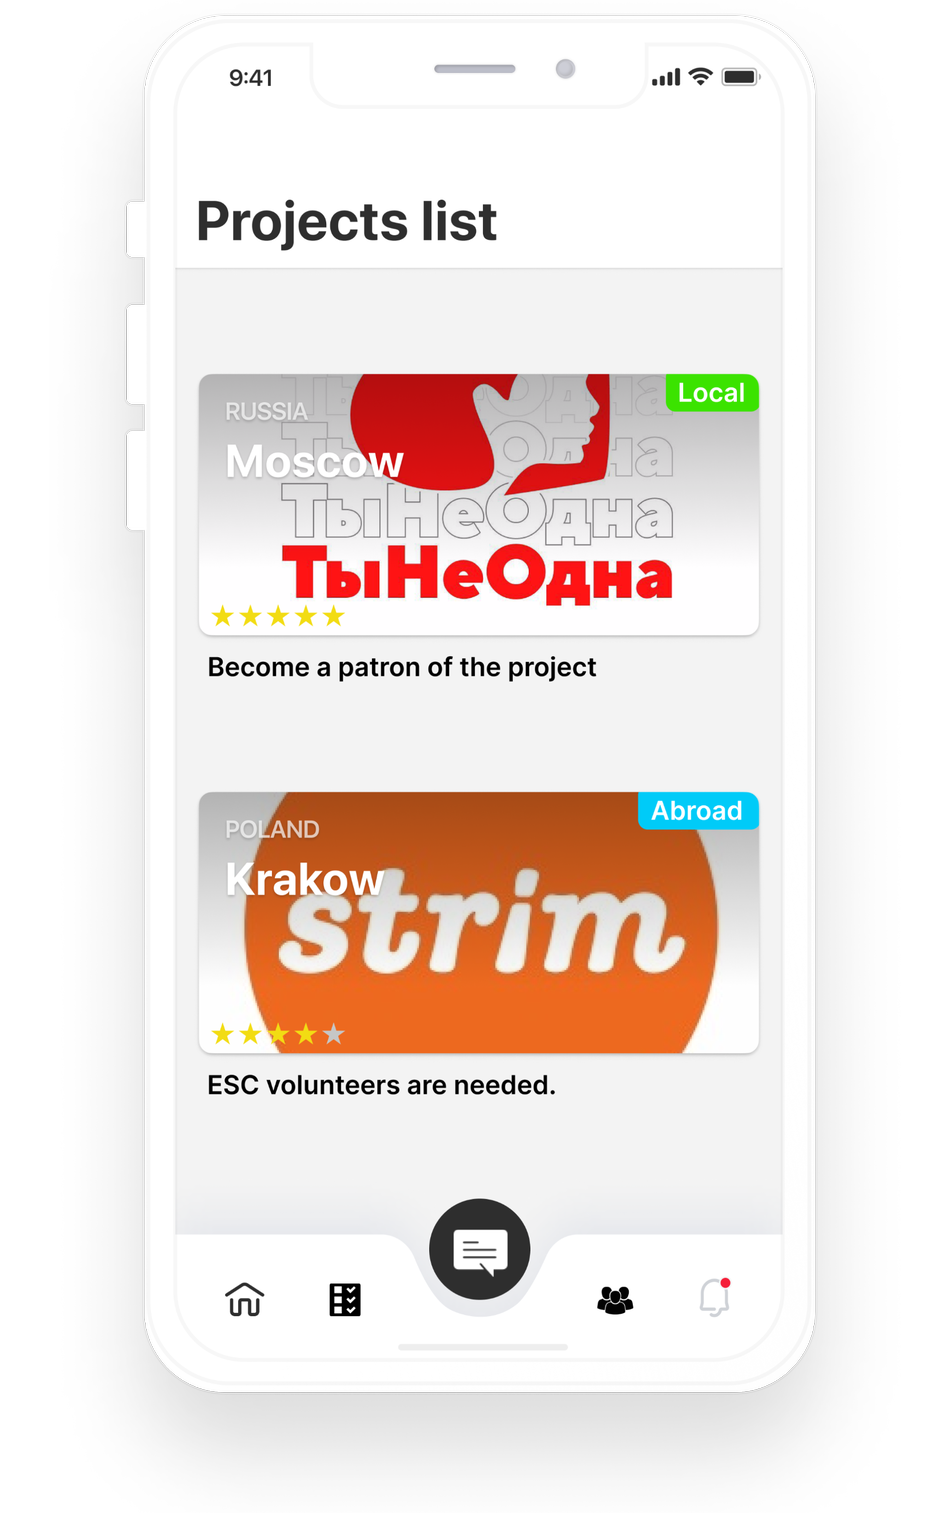 9:41
Projects list
Local
RUSSIA
Moscow
ТыНеОдна
ТыНеОдна
ТыНеОдна
ТыНеОдна
Become a patron of the project
Abroad
POLAND
Krakow
strim
ESC volunteers are needed.